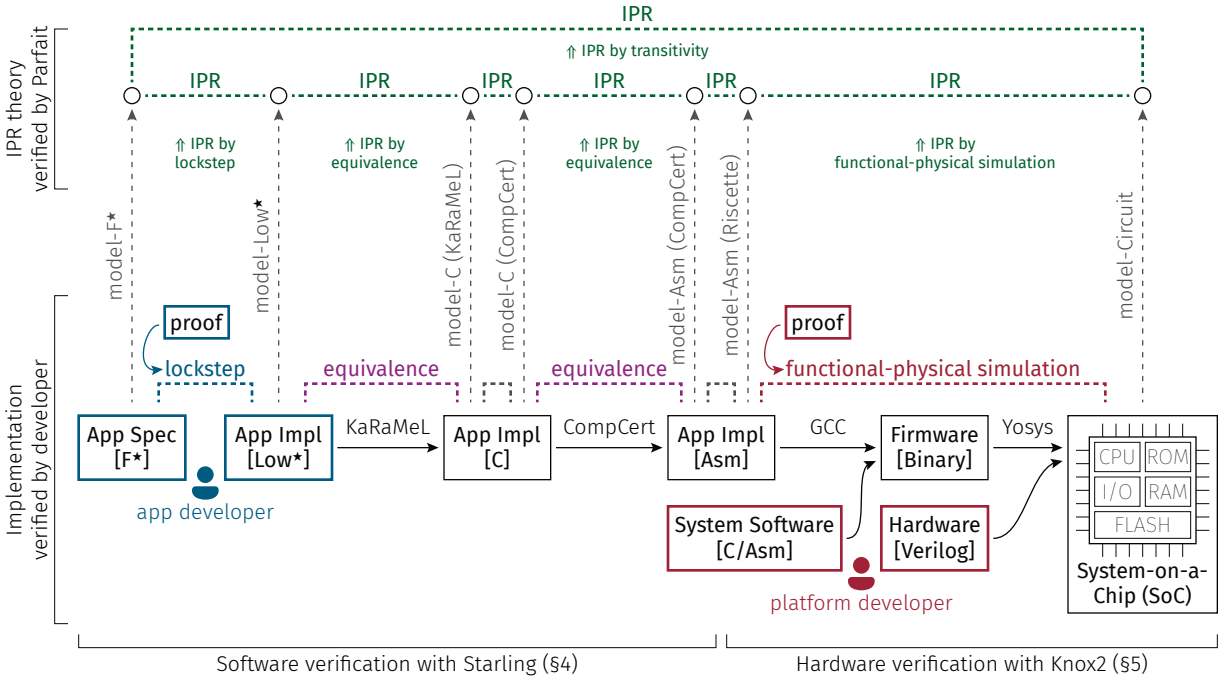 IPR
⇑ IPR by transitivity
IPR theory
verified by Parfait
IPR
IPR
IPR
IPR
IPR
IPR
⇑ IPR by
lockstep
⇑ IPR by
equivalence
⇑ IPR by
equivalence
⇑ IPR by
functional-physical simulation
model-F★
model-Low★
model-C (KaRaMeL)
model-C (CompCert)
model-Asm (CompCert)
model-Asm (Riscette)
model-Circuit
Implementation
verified by developer
proof
proof
lockstep
equivalence
equivalence
functional-physical simulation
App Spec
[F★]
App Impl
[Low★]
KaRaMeL
App Impl
[C]
CompCert
App Impl
[Asm]
GCC
Firmware
[Binary]
Yosys
CPU
ROM
I/O
RAM
FLASH
System-on-a-
Chip (SoC)
app developer
System Software
[C/Asm]
Hardware
[Verilog]
platform developer
Software verification with Starling (§4)
Hardware verification with Knox2 (§5)